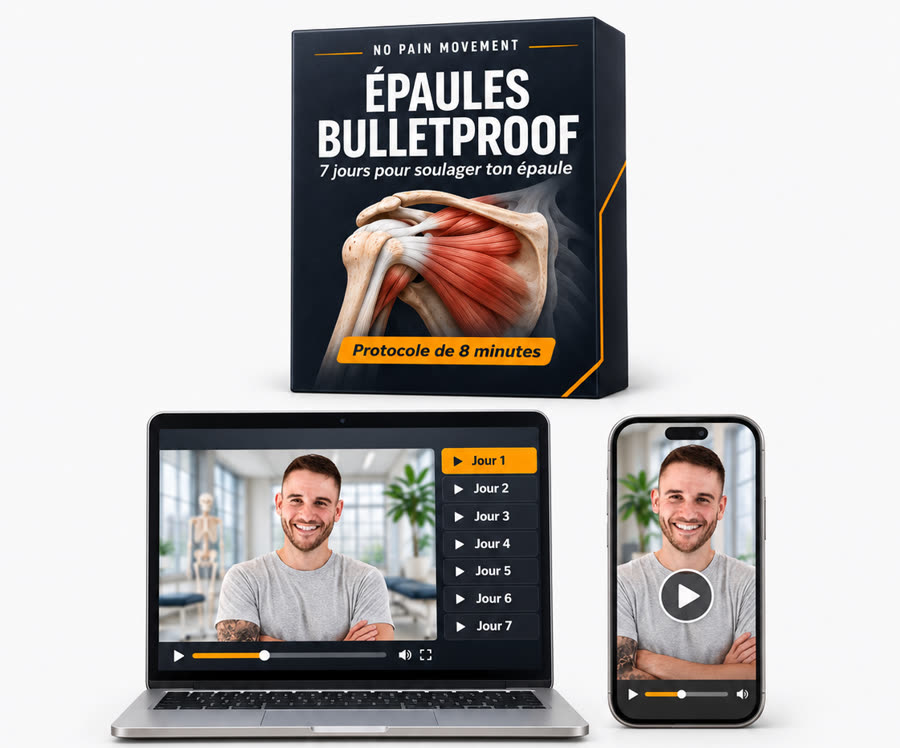 NO PAIN MOVEMENT
ÉPAULES
BULLETPROOF
7 jours pour soulager ton épaule
Protocole de 8 minutes
Jour 1
Jour 2
Jour 3
Jour 4
Jour 5
Jour 6
Jour 7